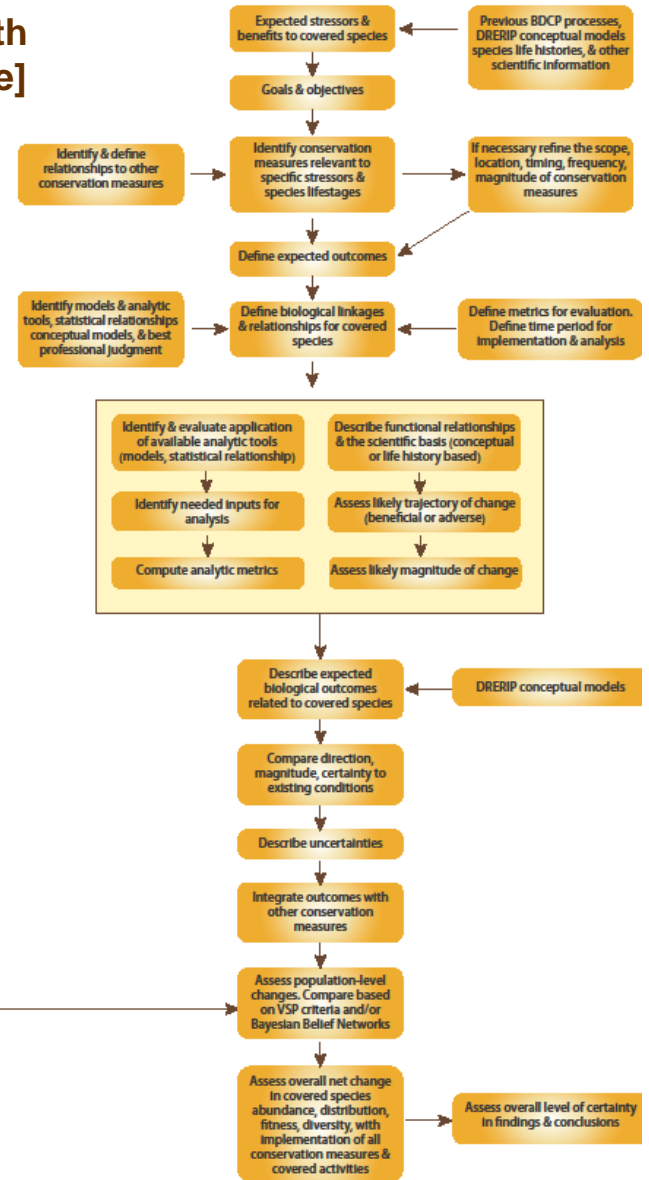 th
e]
Expected stressors &
benefits to covered species
Previous BDCP processes,
DRERIP conceptual models
species life histories, & other
scientific information
Goals & objectives
Identify & define
relationships to other
conservation measures
Identify conservation
measures relevant to
specific stressors &
species lifestages
If necessary refine the scope,
location, timing, frequency,
magnitude of conservation
measures
Define expected outcomes
Identify models & analytic
tools, statistical relationships
conceptual models, & best
professional judgment
Define biological linkages
& relationships for covered
species
Define metrics for evaluation.
Define time period for
implementation & analysis
Identify & evaluate application
of available analytic tools
(models, statistical relationship)
Describe functional relationships
& the scientific basis (conceptual
or life history based)
Identify needed inputs for
analysis
Assess likely trajectory of change
(beneficial or adverse)
Compute analytic metrics
Assess likely magnitude of change
Describe expected
biological outcomes
related to covered species
DRERIP conceptual models
Compare direction,
magnitude, certainty to
existing conditions
Describe uncertainties
Integrate outcomes with
other conservation
measures
Assess population-level
changes. Compare based
on VSP criteria and/or
Bayesian Belief Networks
Assess overall net change
in covered species
abundance, distribution,
fitness, diversity, with
implementation of all
conservation measures &
covered activities
Assess overall level of certainty
in findings & conclusions